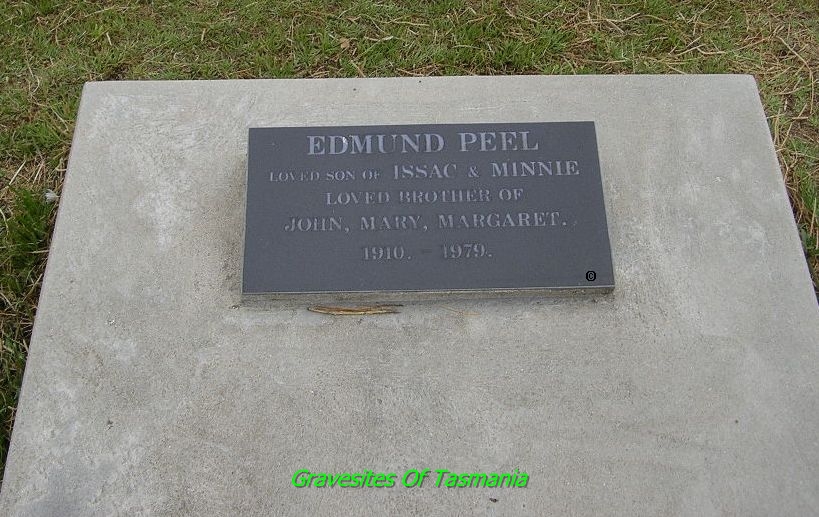 EDMUND PEEL
LOVED SON OF ISSAC & MINNIE
LOVED BROTHER OF
JOHN, MARY, MARGARET.
1910. - 1979.
©
Gravesites Of Tasmania